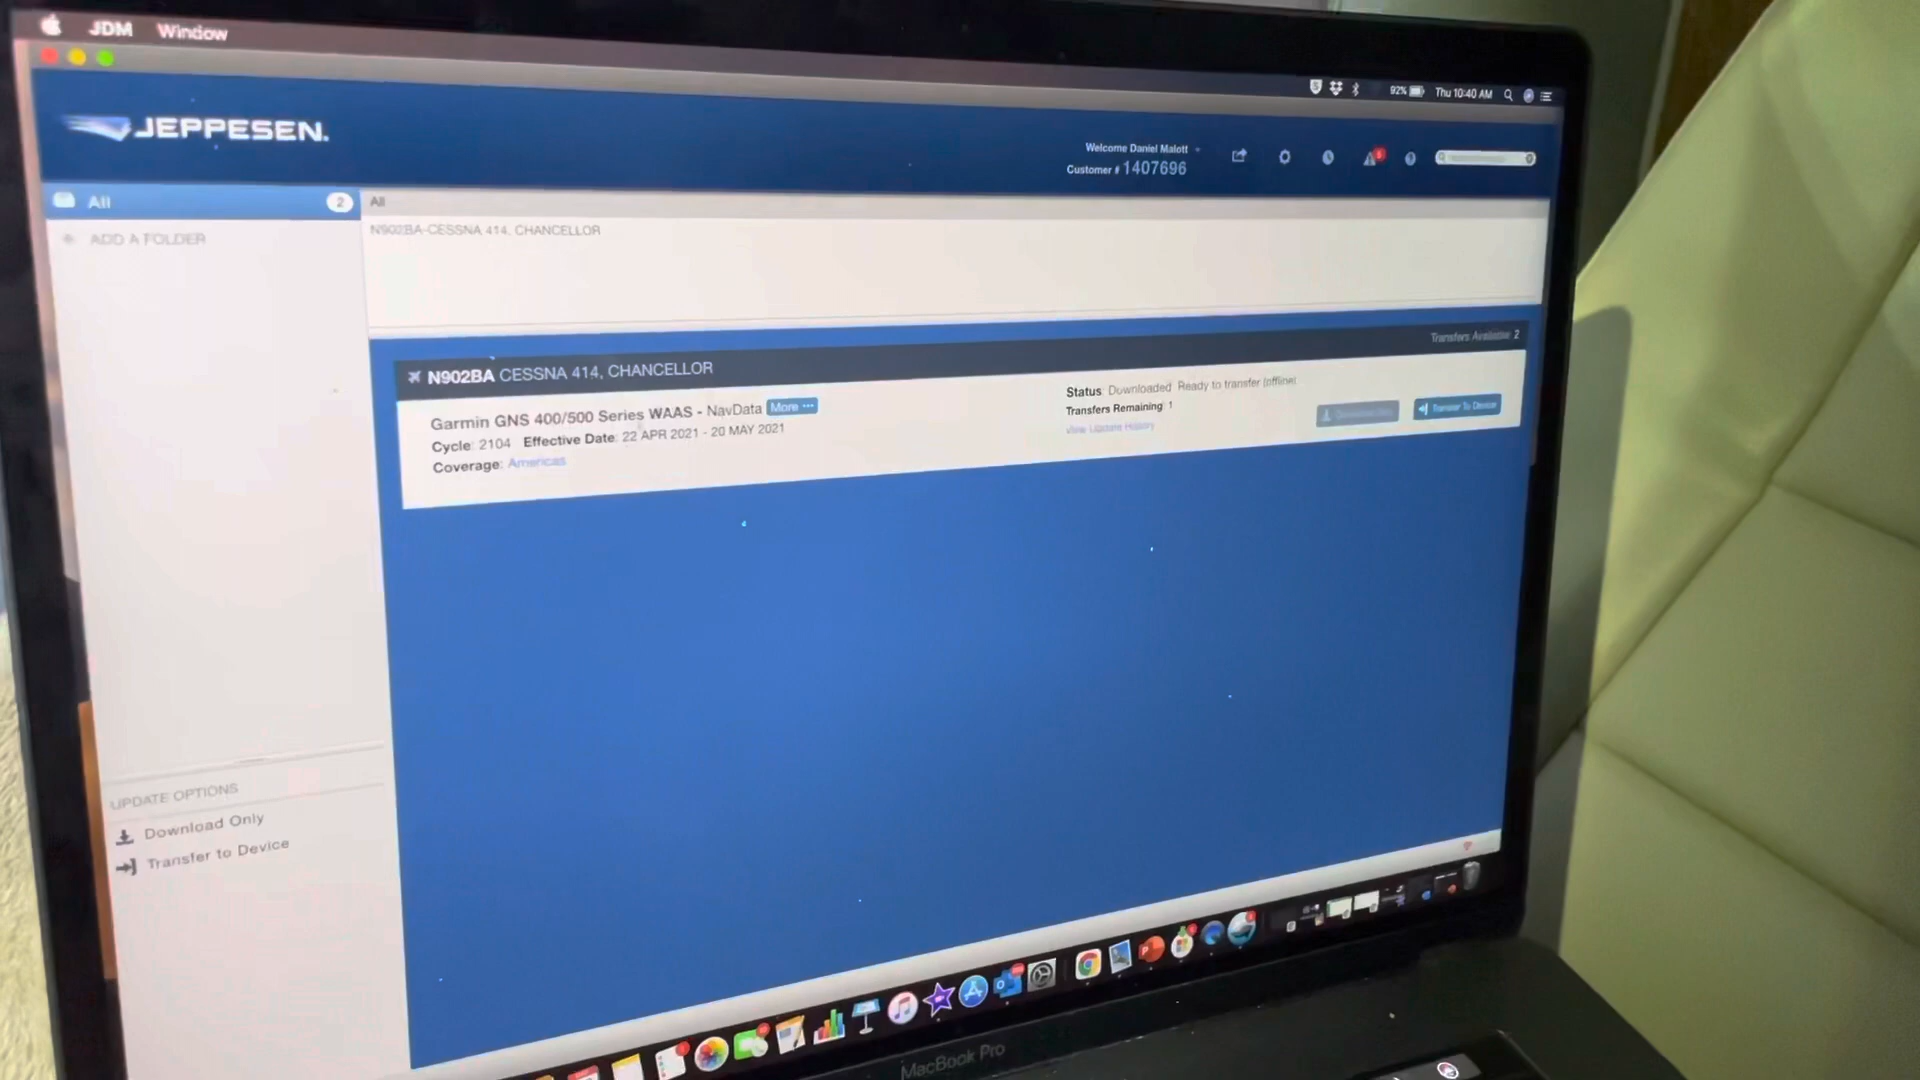 JDM Window
92% Thu 10:40 AM
JEPPESEN.
Welcome Daniel Malott
Customer # 1407696
5
All 2
All
ADD A FOLDER
N902BA-CESSNA 414, CHANCELLOR
Transfers Available: 2
N902BA CESSNA 414, CHANCELLOR
Garmin GNS 400/500 Series WAAS - NavData More ...
Cycle: 2104 Effective Date: 22 APR 2021 - 20 MAY 2021
Coverage: Americas
Status: Downloaded Ready to transfer (offline)
Transfers Remaining: 1
View Update History
Transfer To Device
UPDATE OPTIONS
Download Only
Transfer to Device
MacBook Pro